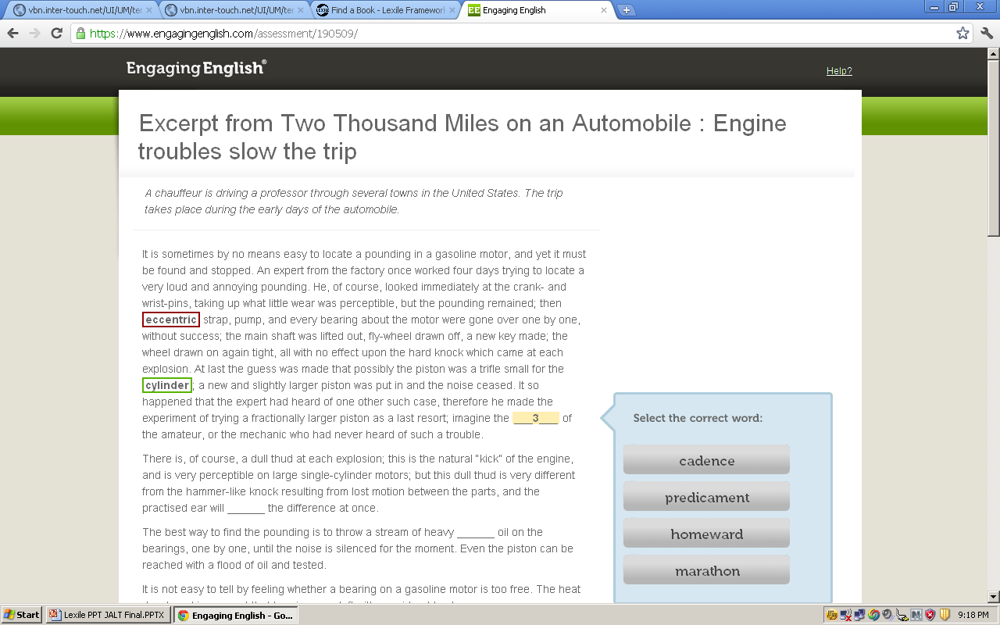 vbn.inter-touch.net/UI/UM/ter
vbn.inter-touch.net/UI/UM/ter
Find a Book - Lexile Framework
Engaging English
https://www.engagingenglish.com/assessment/190509/
Engaging English®
Help?
Excerpt from Two Thousand Miles on an Automobile : Engine
troubles slow the trip
A chauffeur is driving a professor through several towns in the United States. The trip
takes place during the early days of the automobile.
It is sometimes by no means easy to locate a pounding in a gasoline motor, and yet it must
be found and stopped. An expert from the factory once worked four days trying to locate a
very loud and annoying pounding. He, of course, looked immediately at the crank- and
wrist-pins, taking up what little wear was perceptible, but the pounding remained; then
eccentric strap, pump, and every bearing about the motor were gone over one by one,
without success; the main shaft was lifted out, fly-wheel drawn off, a new key made; the
wheel drawn on again tight, all with no effect upon the hard knock which came at each
explosion. At last the guess was made that possibly the piston was a trifle small for the
cylinder; a new and slightly larger piston was put in and the noise ceased. It so
happened that the expert had heard of one other such case, therefore he made the
experiment of trying a fractionally larger piston as a last resort; imagine the ___3___ of
the amateur, or the mechanic who had never heard of such a trouble.
There is, of course, a dull thud at each explosion; this is the natural "kick" of the engine,
and is very perceptible on large single-cylinder motors; but this dull thud is very different
from the hammer-like knock resulting from lost motion between the parts, and the
practised ear will ______ the difference at once.
The best way to find the pounding is to throw a stream of heavy ______ oil on the
bearings, one by one, until the noise is silenced for the moment. Even the piston can be
reached with a flood of oil and tested.
It is not easy to tell by feeling whether a bearing on a gasoline motor is too free. The heat
Select the correct word:
cadence
predicament
homeward
marathon
Start
Lexile PPT JALT Final.PPTX
Engaging English - Go...
9:18 PM